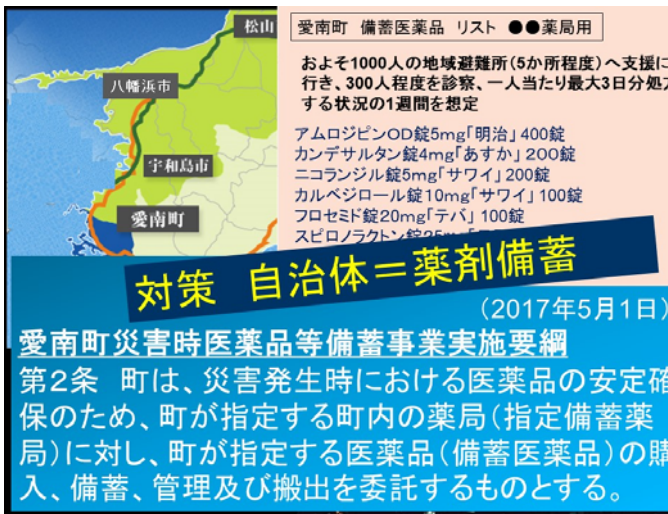 松山
八幡浜市
宇和島市
愛南町
愛南町 備蓄医薬品 リスト ●●薬局用
およそ1000人の地域避難所(5か所程度)へ支援に
行き、300人程度を診察、一人当たり最大3日分処方
する状況の1週間を想定
アムロジピンOD錠5mg「明治」400錠
カンデサルタン錠4mg「あすか」200錠
ニコランジル錠5mg「サワイ」200錠
カルベジロール錠10mg「サワイ」100錠
フロセミド錠20mg「テバ」100錠
スピロノラクトン錠25mg
対策 自治体=薬剤備蓄
(2017年5月1日)
愛南町災害時医薬品等備蓄事業実施要綱
第2条 町は、災害発生時における医薬品の安定確
保のため、町が指定する町内の薬局(指定備蓄薬
局)に対し、町が指定する医薬品(備蓄医薬品)の購
入、備蓄、管理及び搬出を委託するものとする。